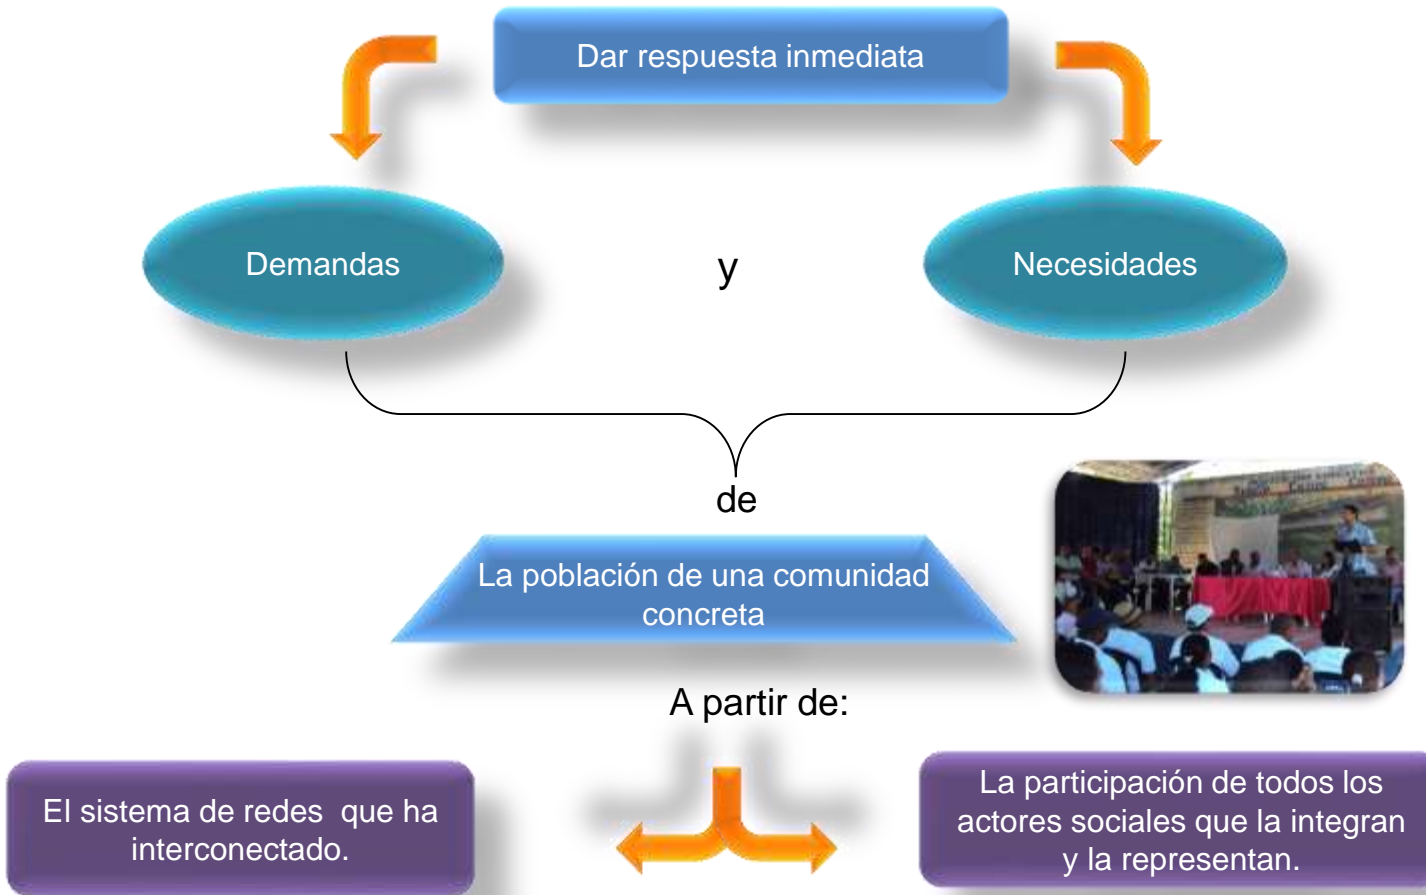 Dar respuesta inmediata
Demandas
y
Necesidades
de
La población de una comunidad
concreta
A partir de:
El sistema de redes que ha
interconectado.
La participación de todos los
actores sociales que la integran
y la representan.